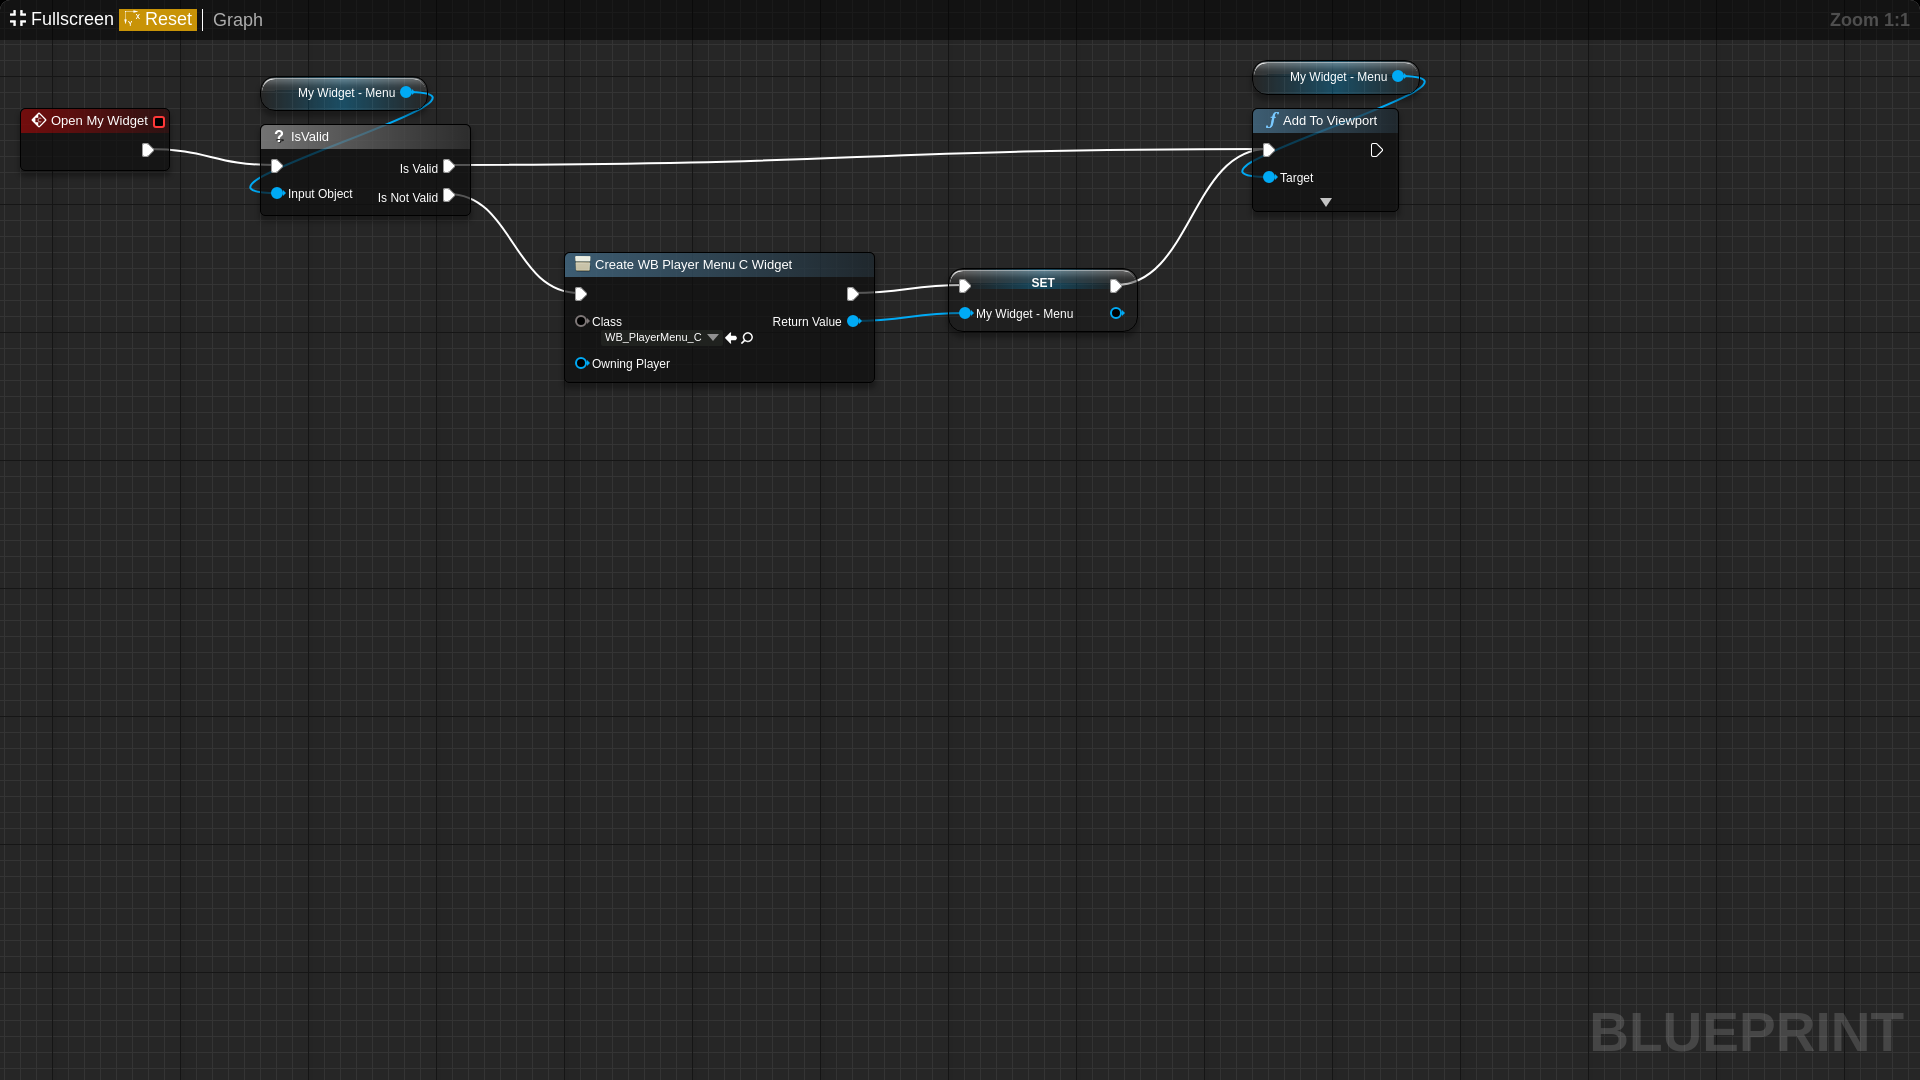 Fullscreen Reset Graph
Zoom 1:1
My Widget - Menu
Open My Widget
? IsValid
Is Valid
Input Object
Is Not Valid
My Widget - Menu
Add To Viewport
Target
Create WB Player Menu C Widget
Class
Return Value
WB_PlayerMenu_C
Owning Player
SET
My Widget - Menu
BLUEPRINT